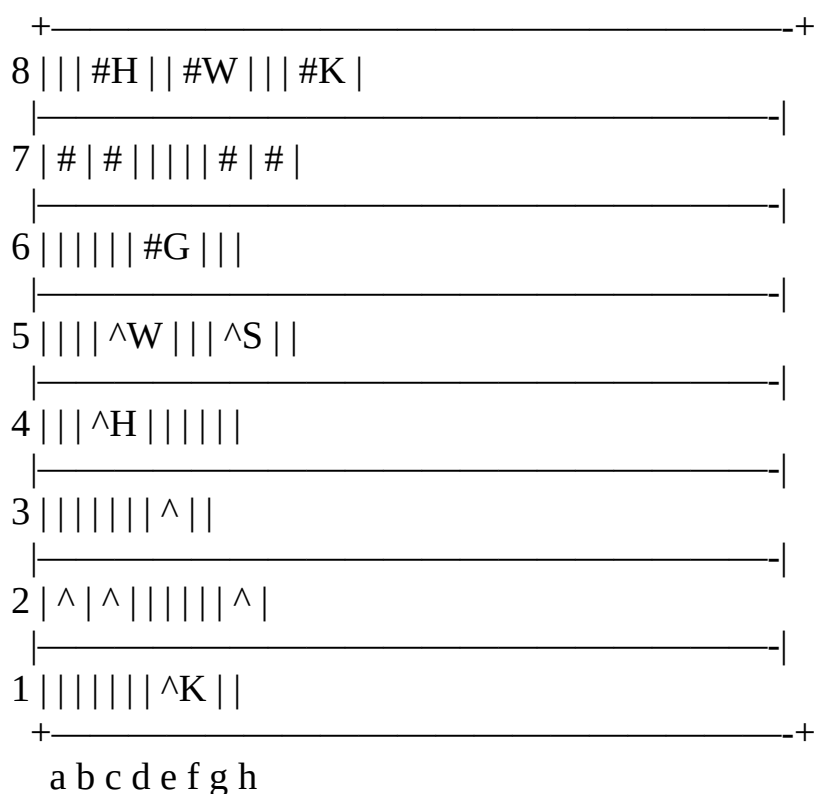 +———————————————————-+
8 | | | #H | | #W | | | #K |
|———————————————————-|
7 | # | # | | | | | # | # |
|———————————————————-|
6 | | | | | | #G | | |
|———————————————————-|
5 | | | | ^W | | | ^S | |
|———————————————————-|
4 | | | ^H | | | | | |
|———————————————————-|
3 | | | | | | | ^ | |
|———————————————————-|
2 | ^ | ^ | | | | | | ^ |
|———————————————————-|
1 | | | | | | | ^K | |
+———————————————————-+
a b c d e f g h